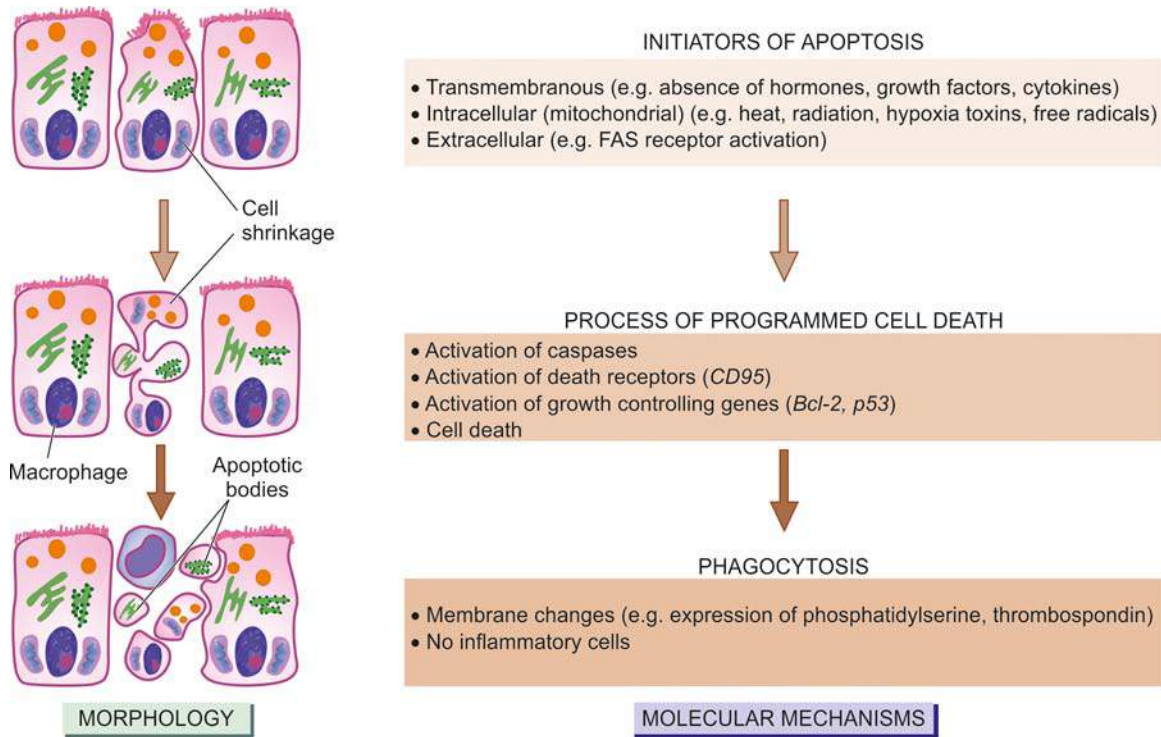 INITIATORS OF APOPTOSIS
• Transmembranous (e.g. absence of hormones, growth factors, cytokines)
• Intracellular (mitochondrial) (e.g. heat, radiation, hypoxia toxins, free radicals)
• Extracellular (e.g. FAS receptor activation)
Cell
shrinkage
PROCESS OF PROGRAMMED CELL DEATH
• Activation of caspases
• Activation of death receptors (CD95)
• Activation of growth controlling genes (Bcl-2, p53)
• Cell death
Macrophage
Apoptotic
bodies
PHAGOCYTOSIS
• Membrane changes (e.g. expression of phosphatidylserine, thrombospondin)
• No inflammatory cells
MORPHOLOGY
MOLECULAR MECHANISMS